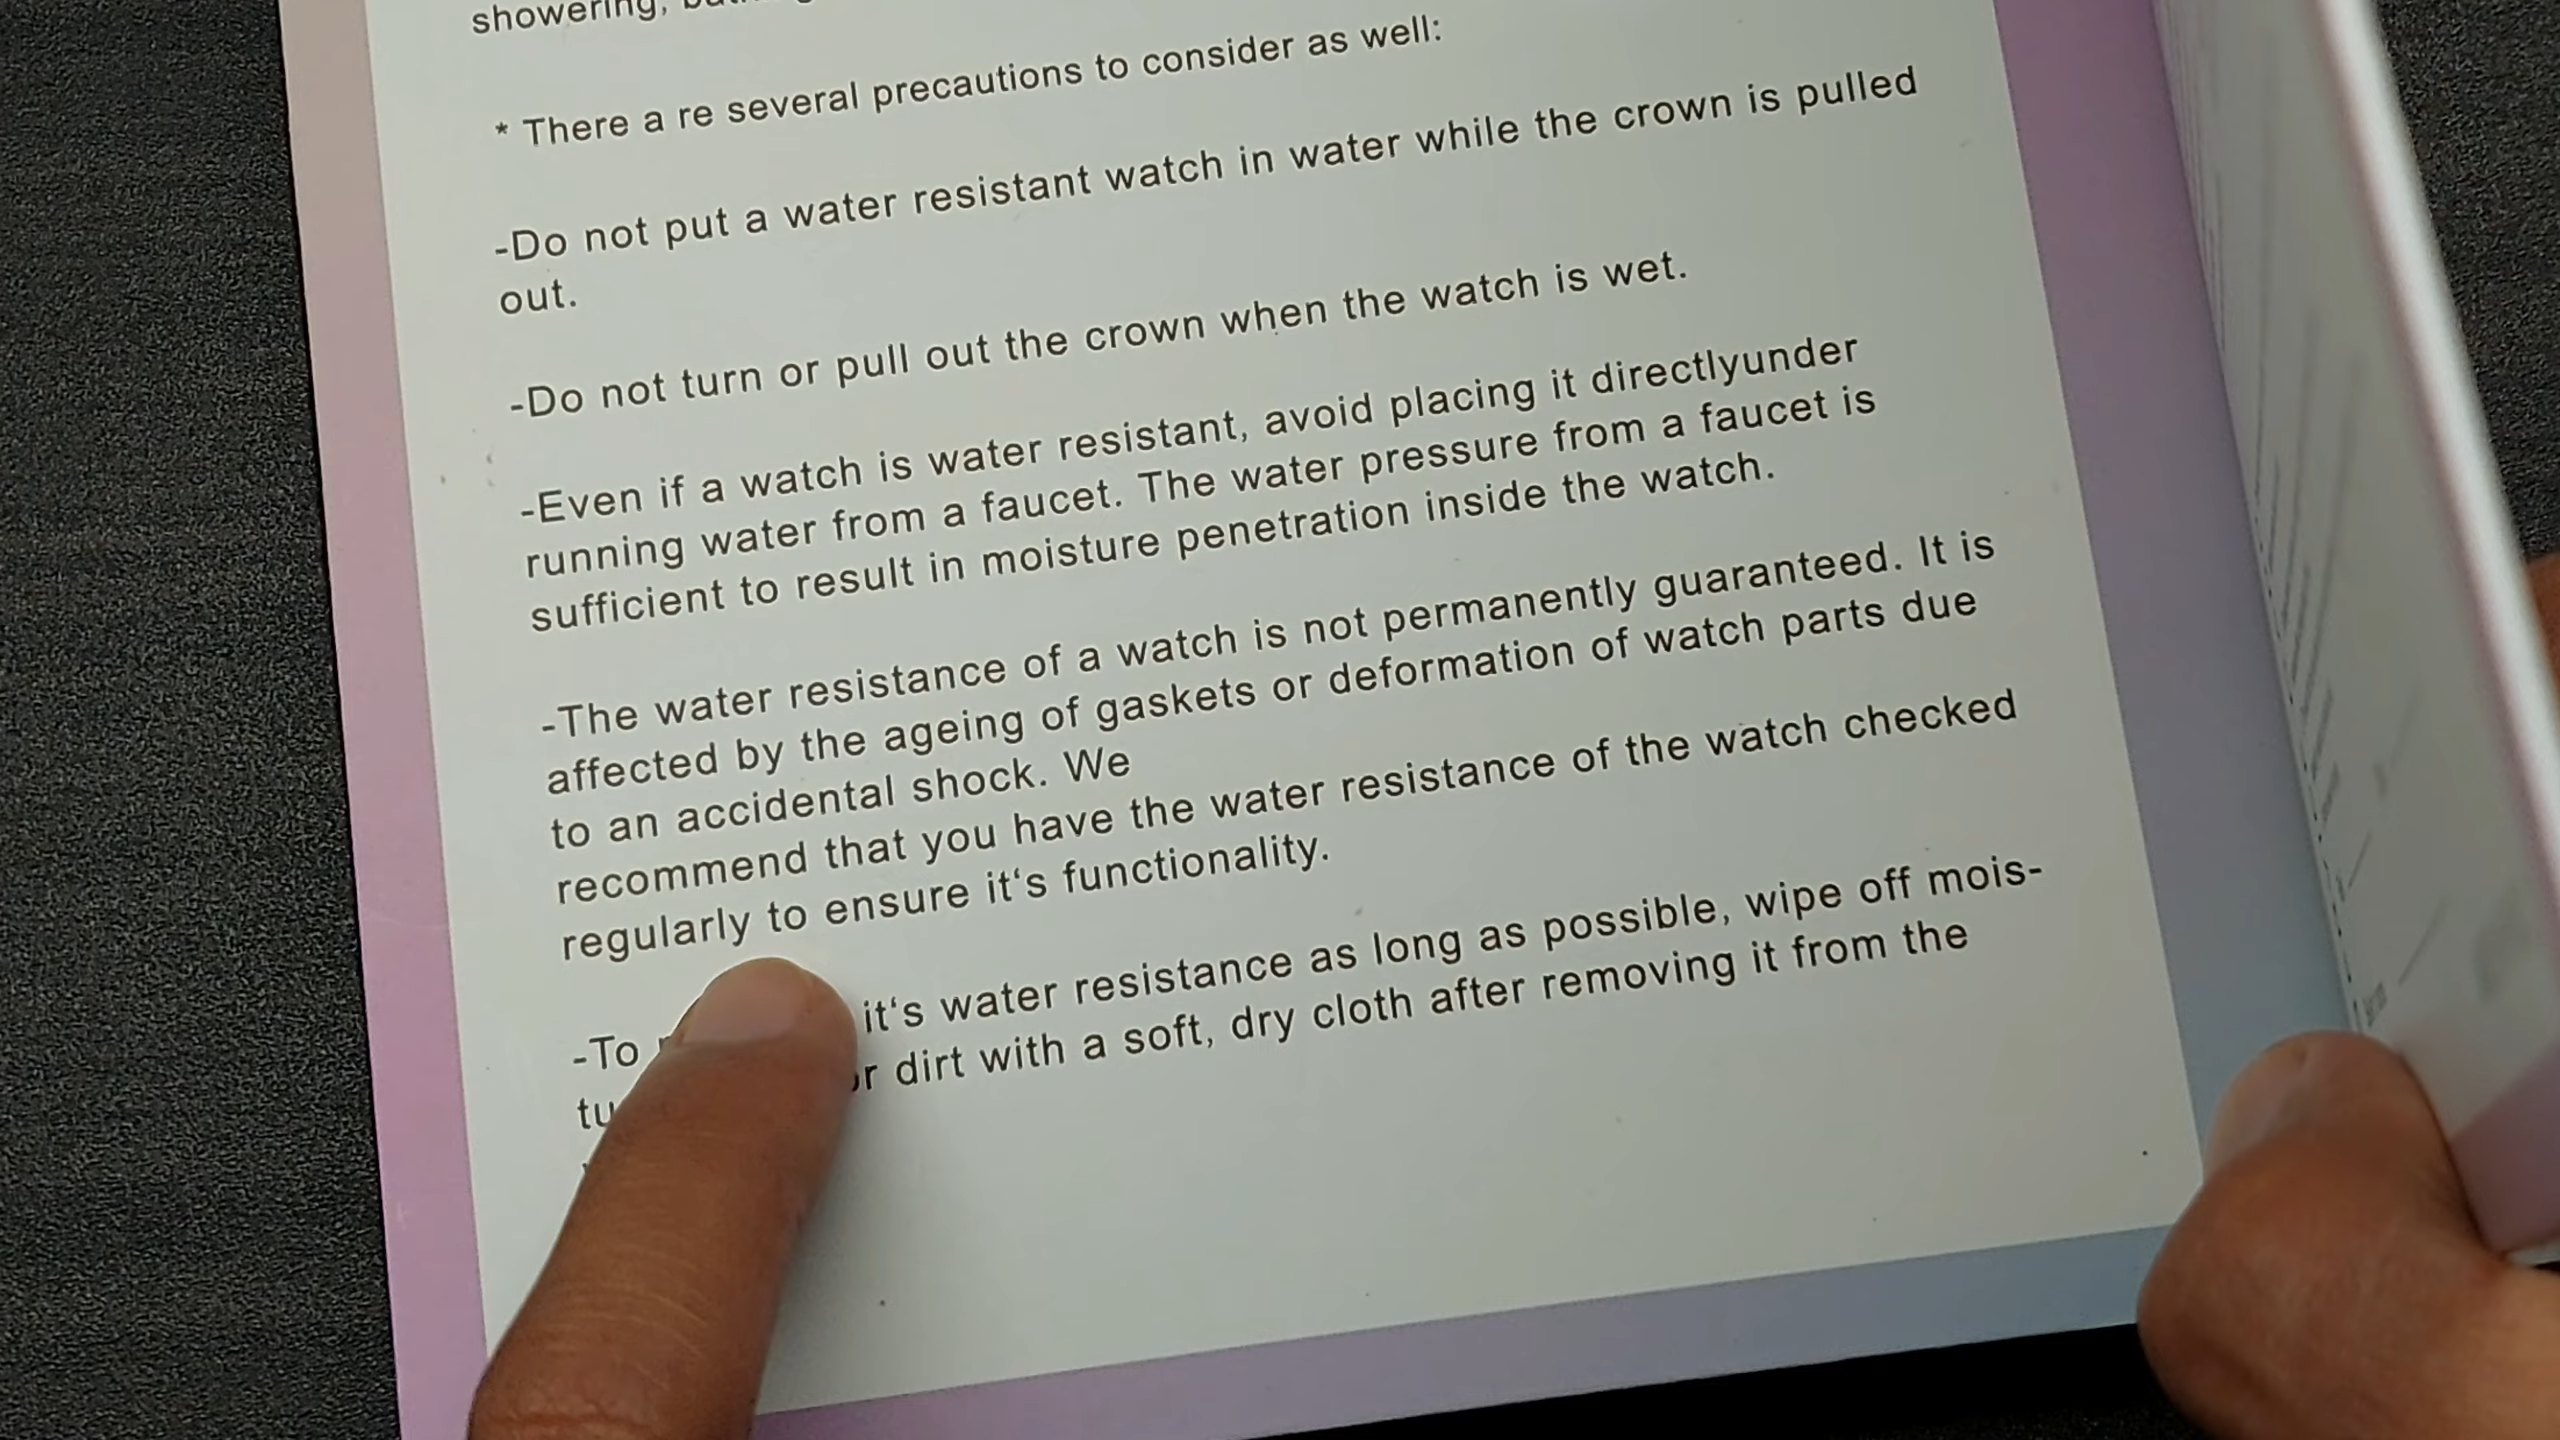 showering,
* There a re several precautions to consider as well:
-Do not put a water resistant watch in water while the crown is pulled
out.
-Do not turn or pull out the crown when the watch is wet.
-Even if a watch is water resistant, avoid placing it directlyunder
running water from a faucet. The water pressure from a faucet is
sufficient to result in moisture penetration inside the watch.
-The water resistance of a watch is not permanently guaranteed. It is
affected by the ageing of gaskets or deformation of watch parts due
to an accidental shock. We
recommend that you have the water resistance of the watch checked
regularly to ensure it‘s functionality.
-To it‘s water resistance as long as possible, wipe off mois-
dirt with a soft, dry cloth after removing it from the